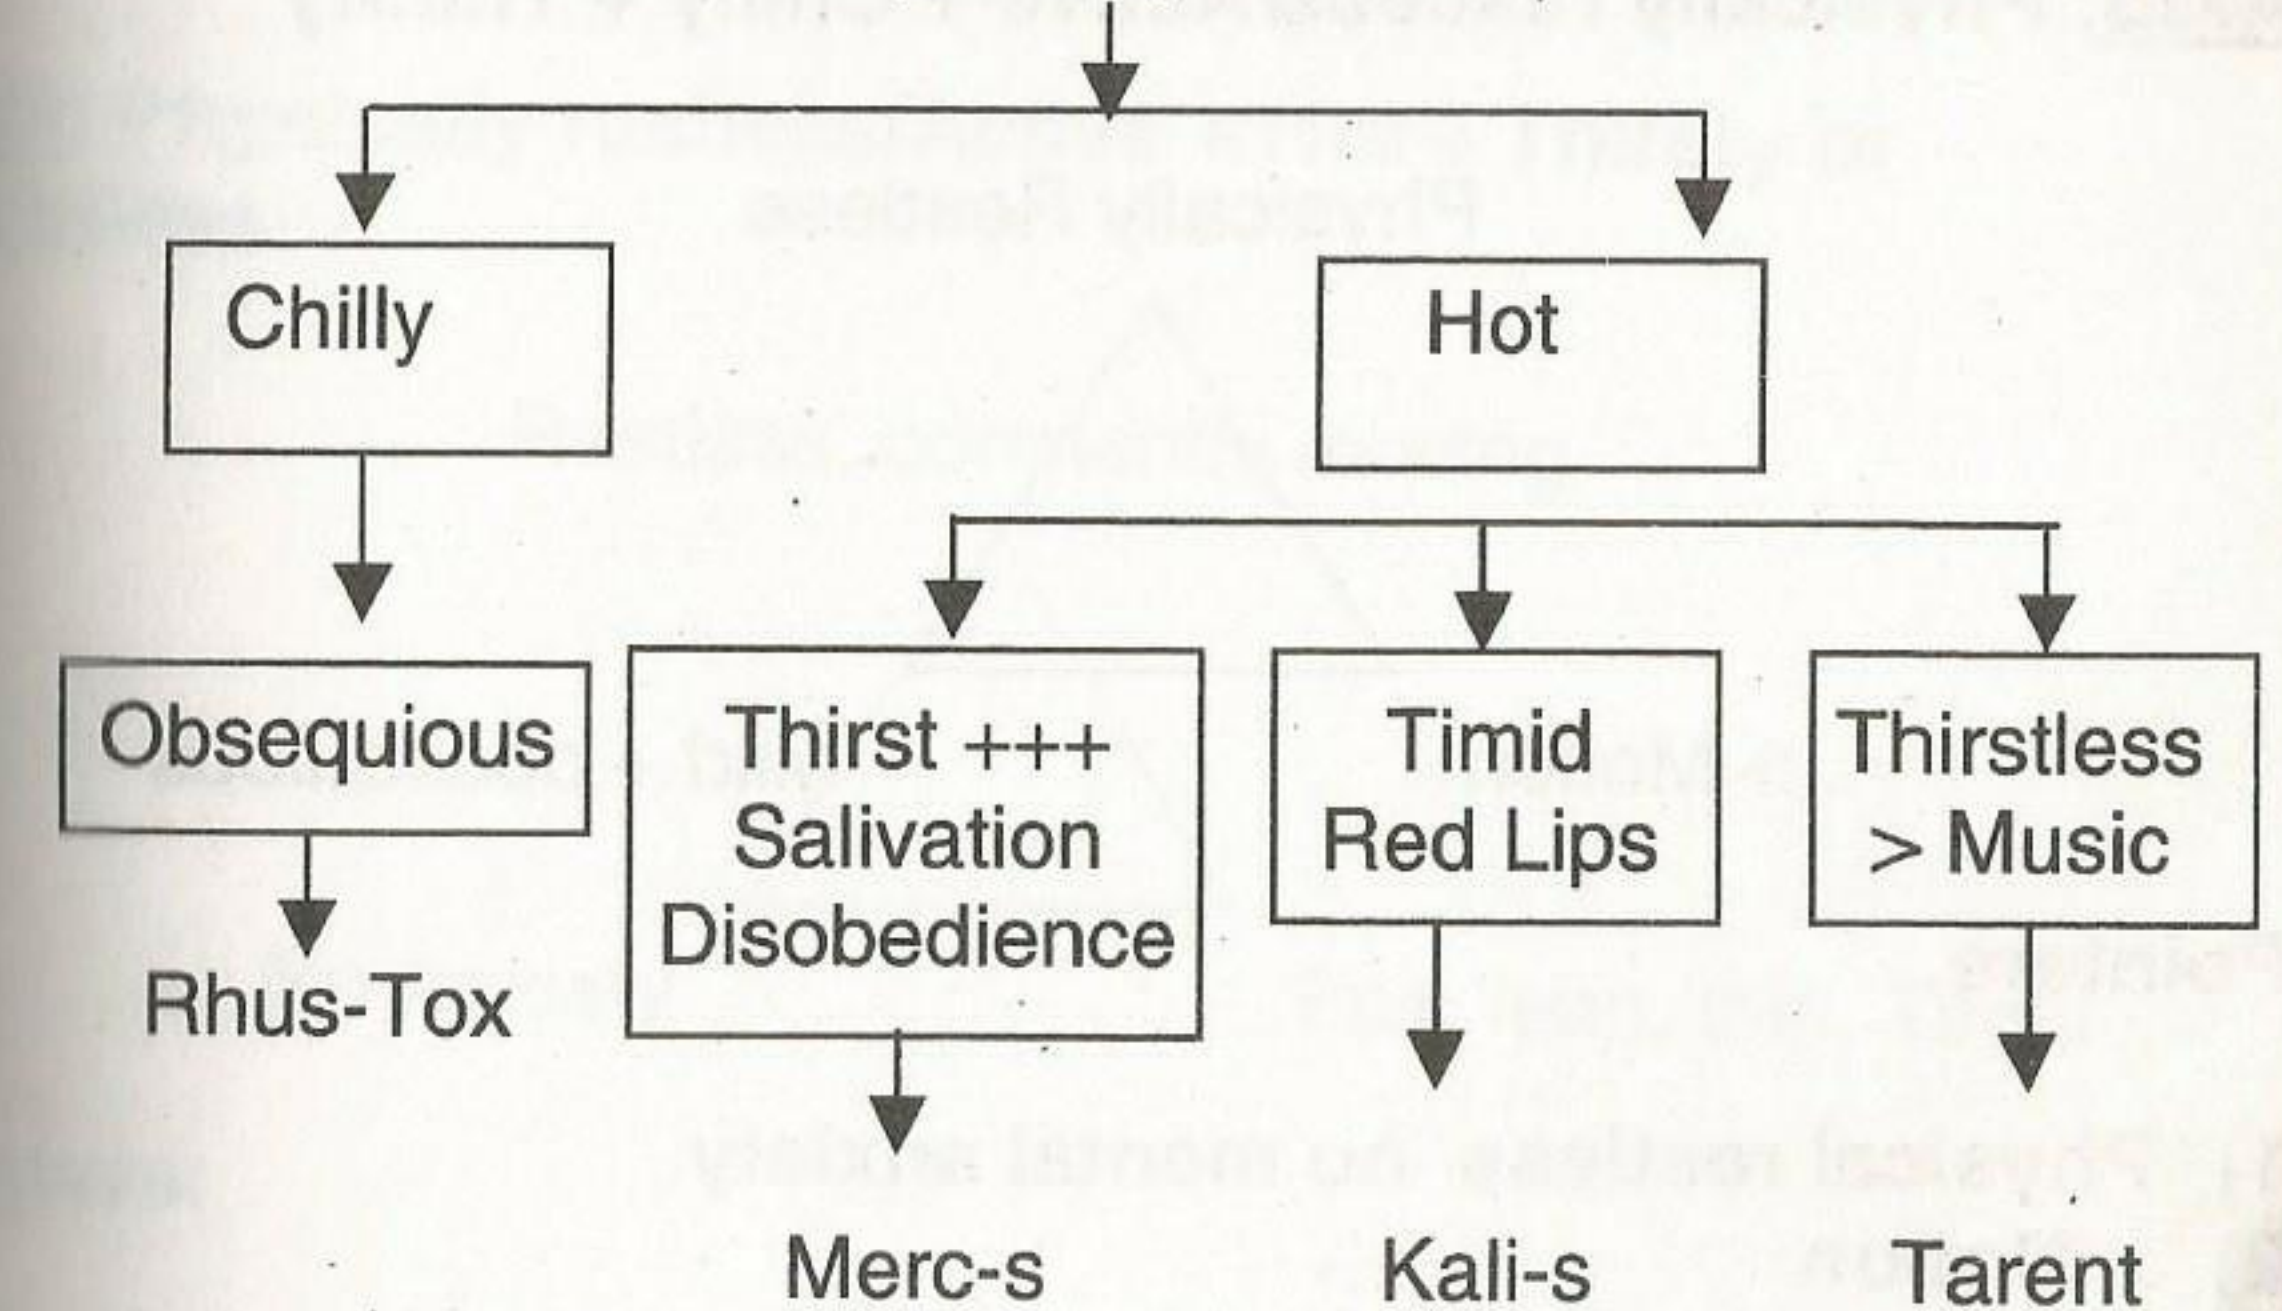 Chilly
Hot
Obsequious
Thirst +++
Salivation
Disobedience
Timid
Red Lips
Thirstless
> Music
Rhus-Tox
Merc-s
Kali-s
Tarent